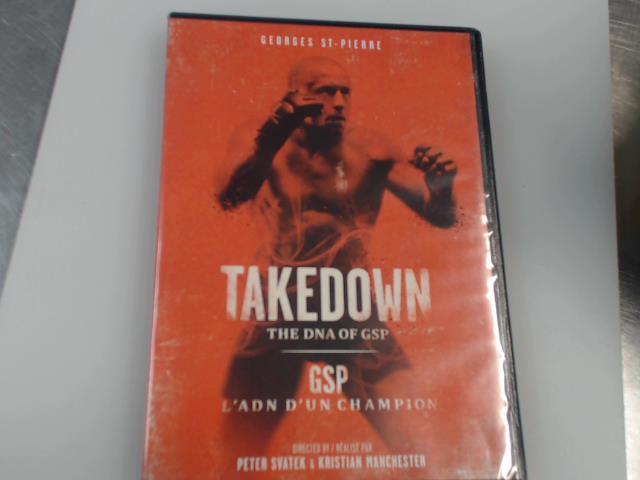 GEORGES ST-PIERRE
TAKEDOWN
THE DNA OF GSP
GSP
L'ADN D'UN CHAMPION
DIRECTED BY / RÉALISÉ PAR
PETER SVATEK & KRISTIAN MANCHESTER